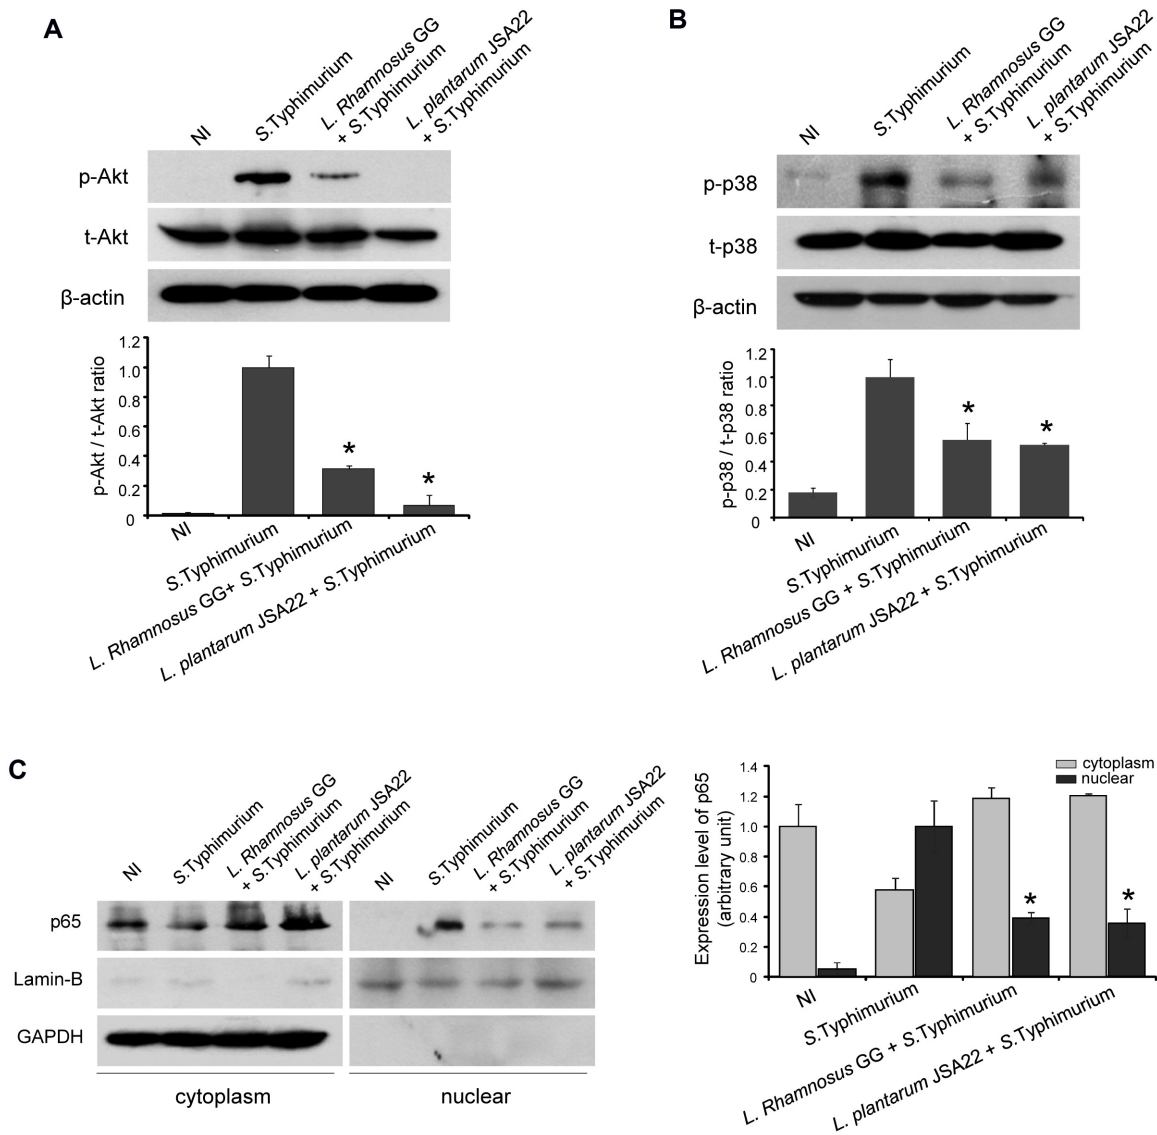 A
NI
S.Typhimurium
L. Rhamnosus GG
+ S.Typhimurium
L. plantarum JSA22
+ S.Typhimurium
p-Akt
t-Akt
β-actin
p-Akt / t-Akt ratio
1.2
1.0
0.8
0.6
0.4
0.2
0
*
*
NI
S.Typhimurium
L. Rhamnosus GG+ S.Typhimurium
L. plantarum JSA22 + S.Typhimurium
B
NI
S.Typhimurium
L. Rhamnosus GG
+ S.Typhimurium
L. plantarum JSA22
+ S.Typhimurium
p-p38
t-p38
β-actin
p-p38 / t-p38 ratio
1.2
1.0
0.8
0.6
0.4
0.2
0
*
*
NI
S.Typhimurium
L. Rhamnosus GG + S.Typhimurium
L. plantarum JSA22 + S.Typhimurium
C
NI
S.Typhimurium
L. Rhamnosus GG
+ S.Typhimurium
L. plantarum JSA22
+ S.Typhimurium
NI
S.Typhimurium
L. Rhamnosus GG
+ S.Typhimurium
L. plantarum JSA22
+ S.Typhimurium
p65
Lamin-B
GAPDH
cytoplasm
nuclear
Expression level of p65
(arbitrary unit)
1.4
1.2
1.0
0.8
0.6
0.4
0.2
0
cytoplasm
nuclear
*
*
NI
S.Typhimurium
L. Rhamnosus GG + S.Typhimurium
L. plantarum JSA22 + S.Typhimurium